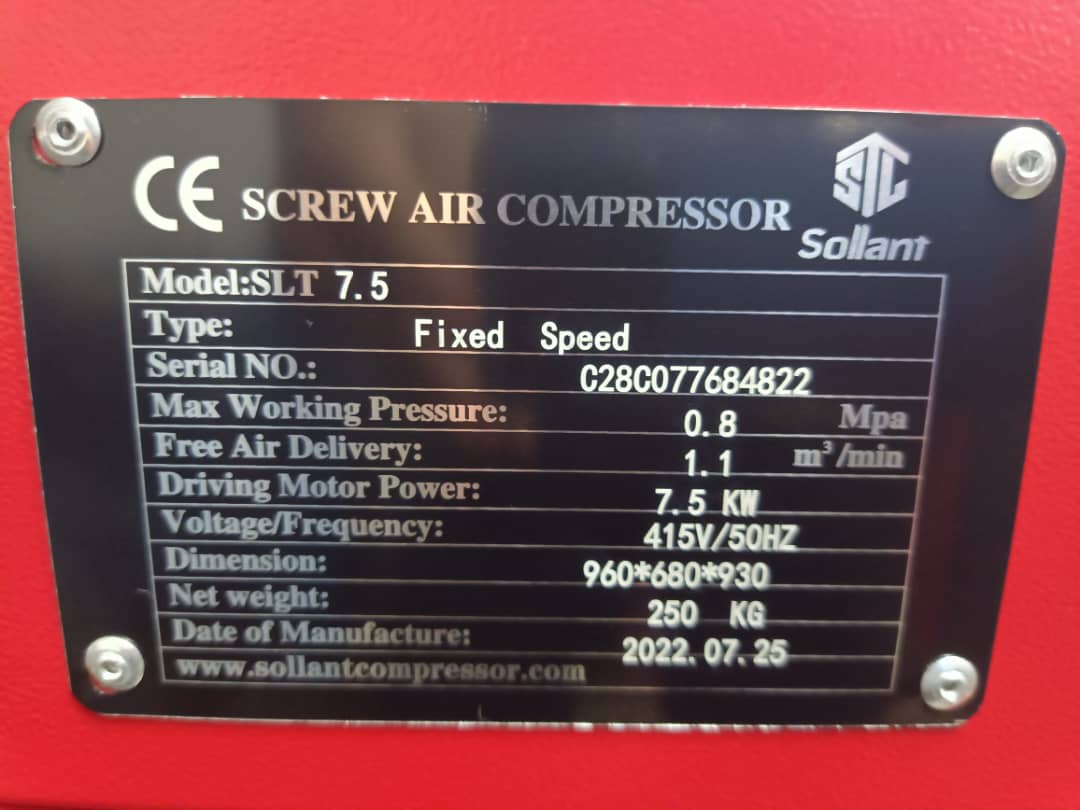 CE SCREW AIR COMPRESSOR
STL
Sollant
Model:SLT 7.5
Type: Fixed Speed
Serial NO.: C28C077684822
Max Working Pressure: 0.8 Mpa
Free Air Delivery: 1.1 m³/min
Driving Motor Power: 7.5 KW
Voltage/Frequency: 415V/50HZ
Dimension: 960*680*930
Net weight: 250 KG
Date of Manufacture: 2022.07.25
www.sollantcompressor.com